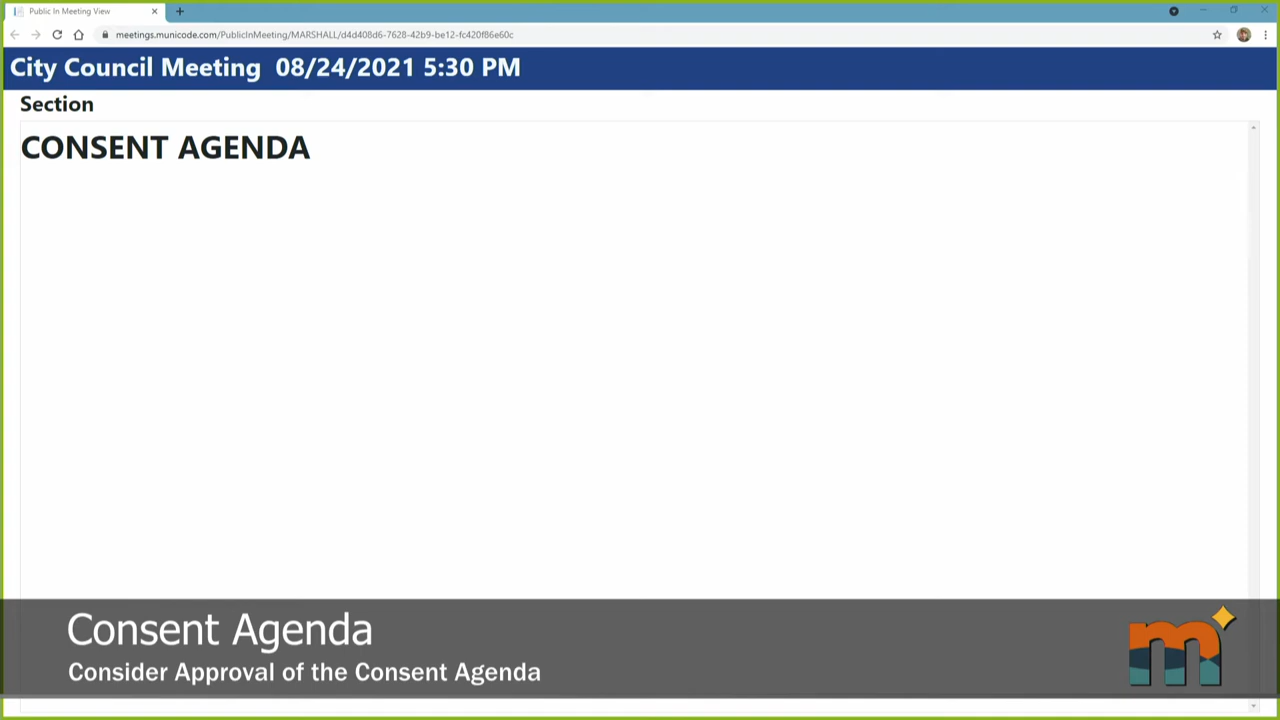 Public In Meeting View
meetings.municode.com/PublicInMeeting/MARSHALL/d4d408d6-7628-42b9-be12-fc420f86e60c
City Council Meeting 08/24/2021 5:30 PM
Section
CONSENT AGENDA
Consent Agenda
Consider Approval of the Consent Agenda
m